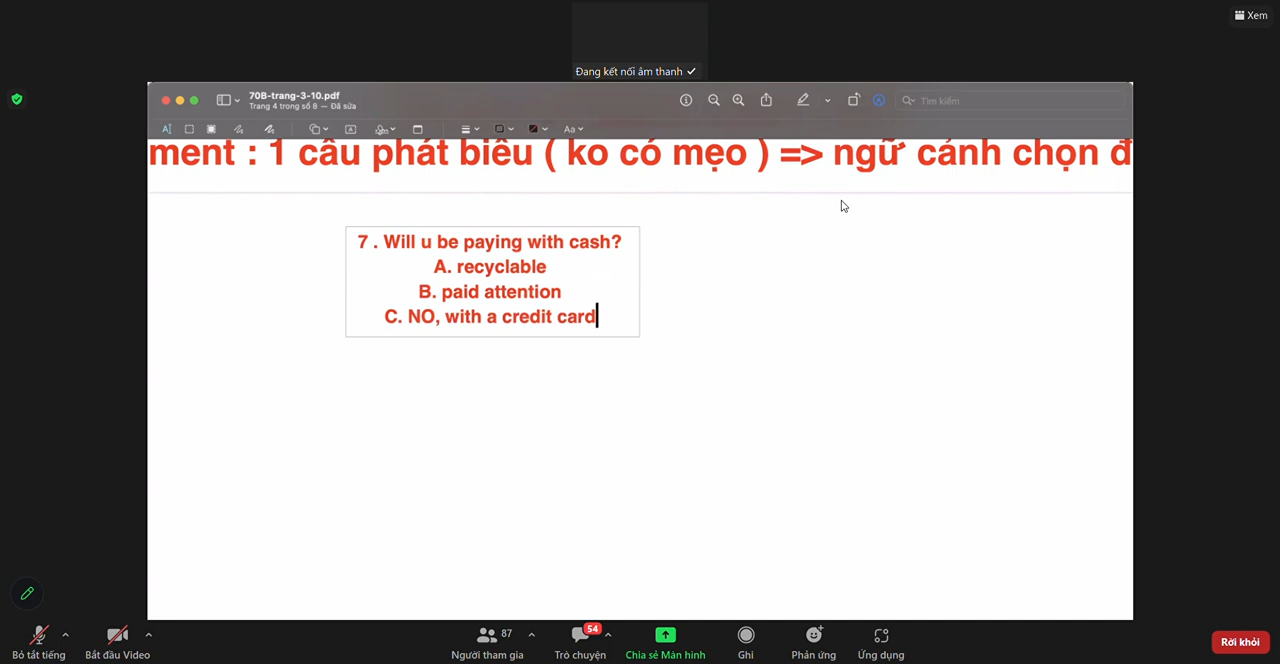 Xem
Đang kết nối âm thanh
70B-trang-3-10.pdf
Trang 4 trong số 8 — Đã sửa
Tìm kiếm
A
Aa
ment : 1 câu phát biểu ( ko có mẹo ) => ngữ cảnh chọn đ
7 . Will u be paying with cash?
A. recyclable
B. paid attention
C. NO, with a credit card
87
54
Bỏ tắt tiếng
Bắt đầu Video
Người tham gia
Trò chuyện
Chia sẻ Màn hình
Ghi
Phản ứng
Ứng dụng
Rời khỏi